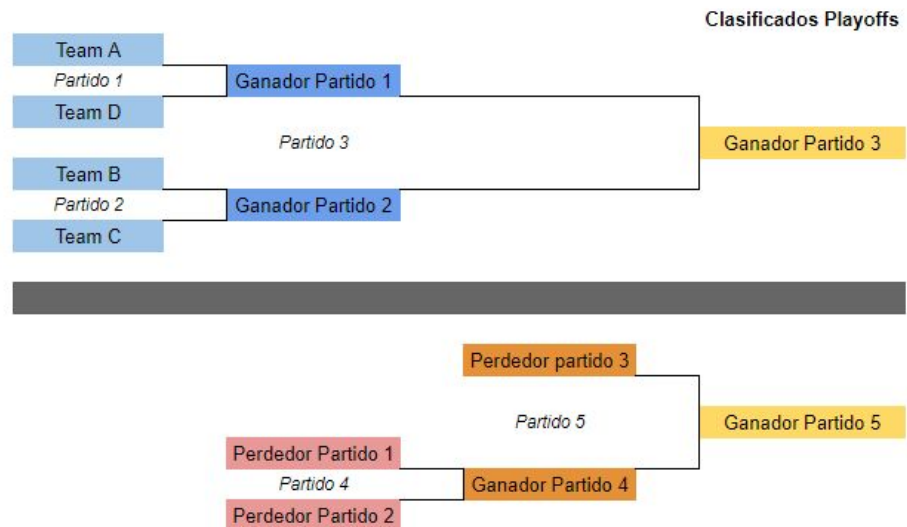 Clasificados Playoffs
Team A
Partido 1
Ganador Partido 1
Team D
Partido 3
Ganador Partido 3
Team B
Partido 2
Ganador Partido 2
Team C
Perdedor partido 3
Partido 5
Ganador Partido 5
Perdedor Partido 1
Partido 4
Ganador Partido 4
Perdedor Partido 2